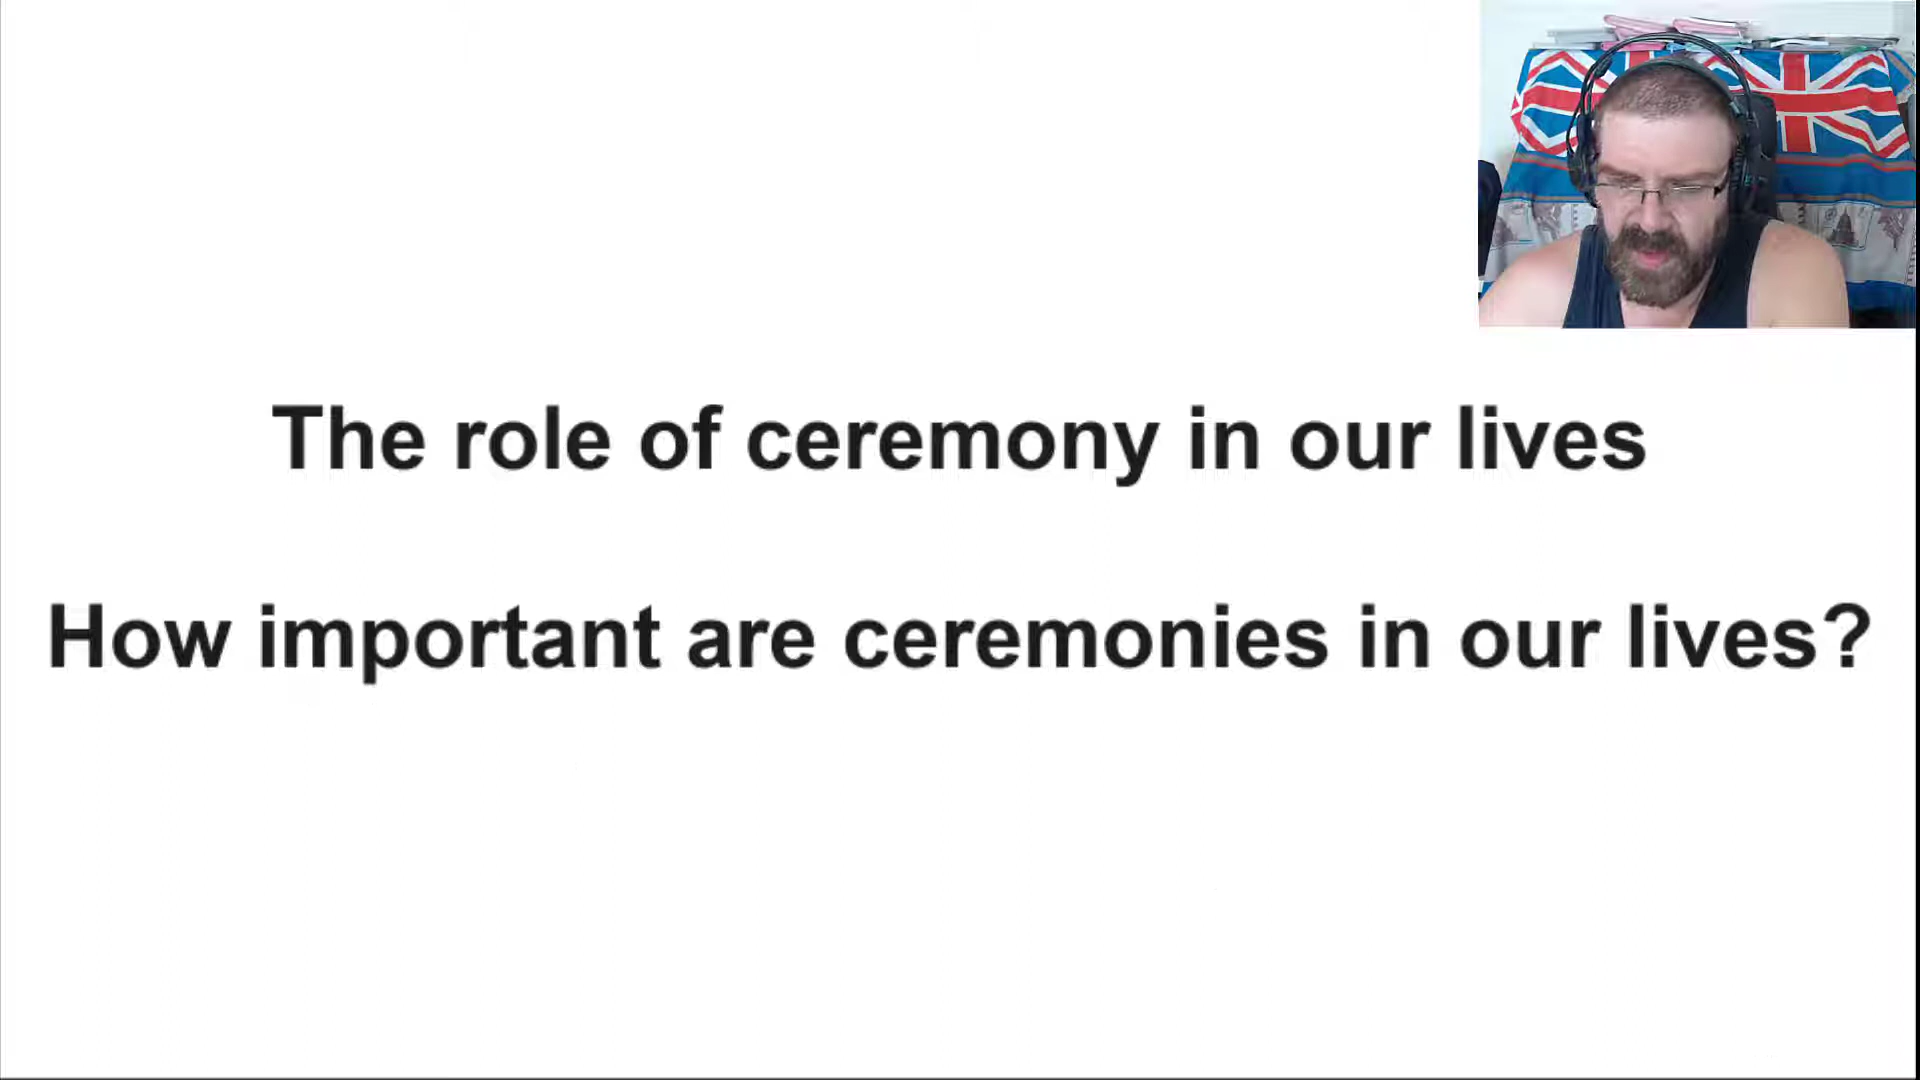 The role of ceremony in our lives
How important are ceremonies in our lives?